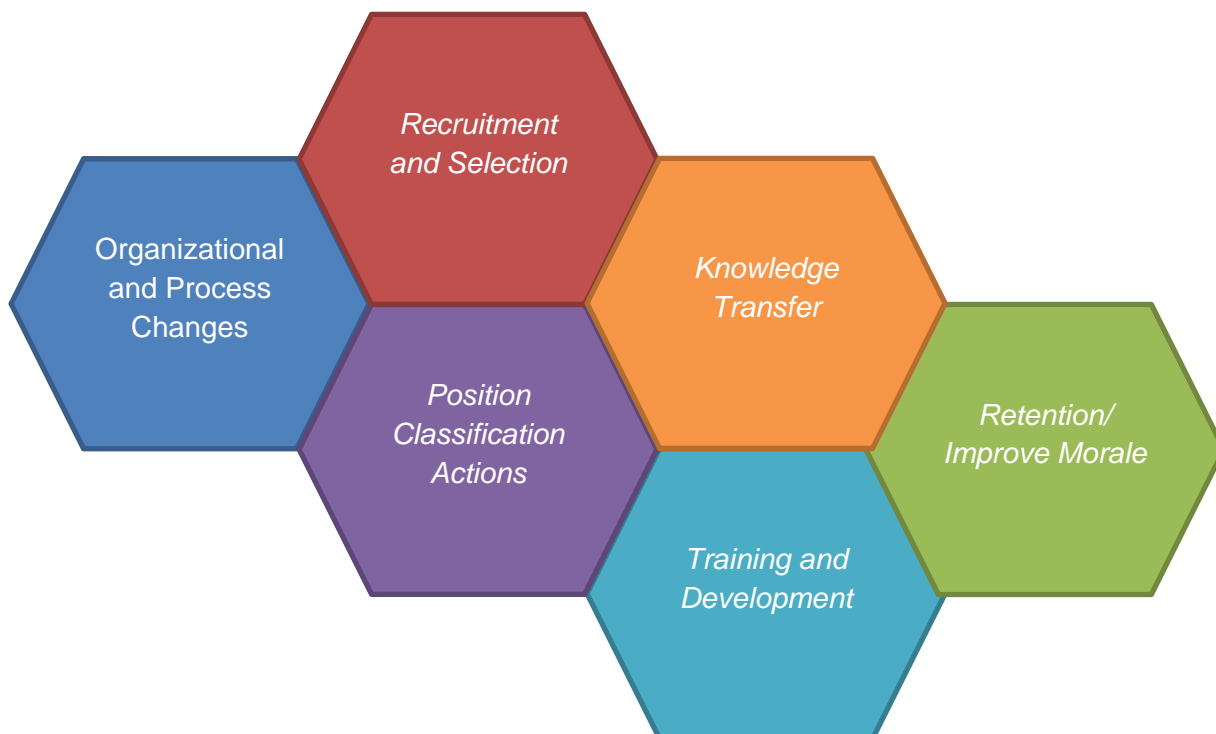 Recruitment
and Selection
Organizational
and Process
Changes
Knowledge
Transfer
Position
Classification
Actions
Retention/
Improve Morale
Training and
Development